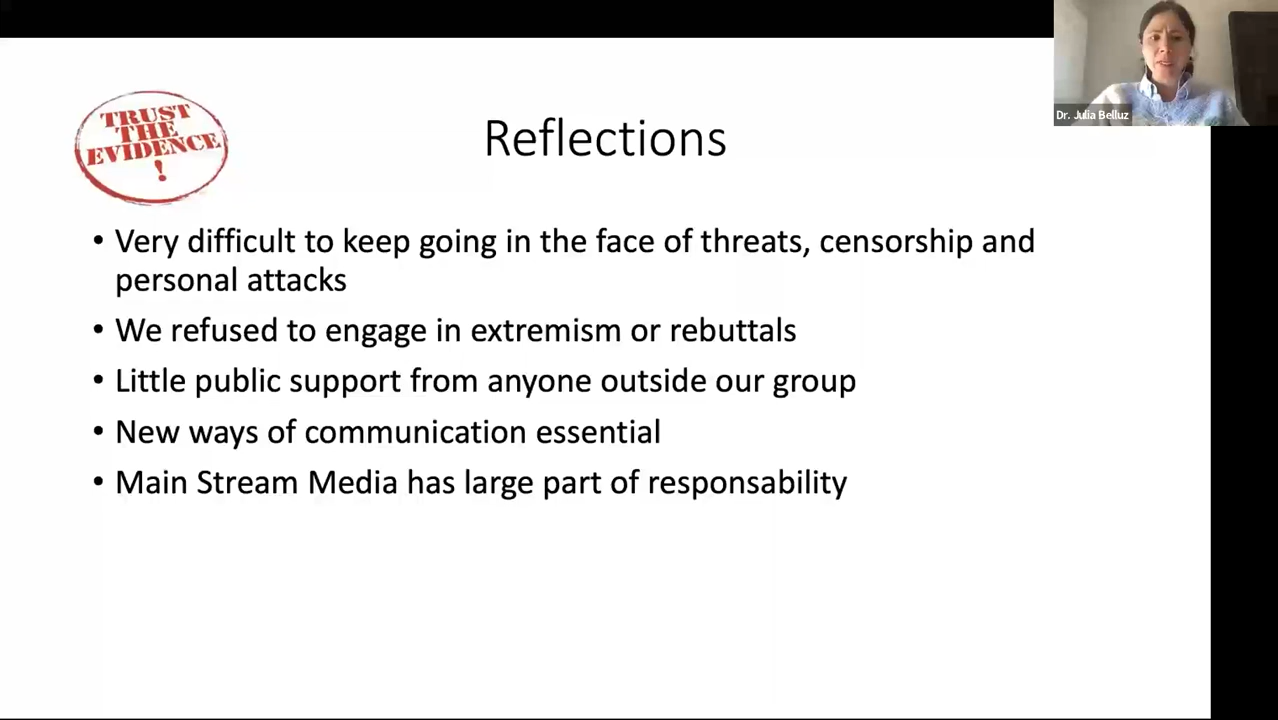 Dr. Julia Belluz
TRUST
THE
EVIDENCE
!
Reflections
• Very difficult to keep going in the face of threats, censorship and
personal attacks
• We refused to engage in extremism or rebuttals
• Little public support from anyone outside our group
• New ways of communication essential
• Main Stream Media has large part of responsability